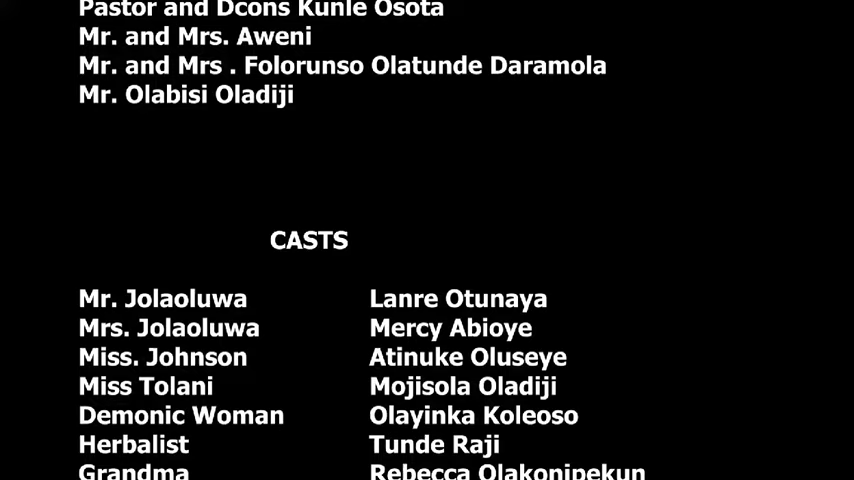 Pastor and Dcons Kunle Osota
Mr. and Mrs. Aweni
Mr. and Mrs . Folorunso Olatunde Daramola
Mr. Olabisi Oladiji
CASTS
Mr. Jolaoluwa Lanre Otunaya
Mrs. Jolaoluwa Mercy Abioye
Miss. Johnson Atinuke Oluseye
Miss Tolani Mojisola Oladiji
Demonic Woman Olayinka Koleoso
Herbalist Tunde Raji
Grandma Rebecca Olakonipekun